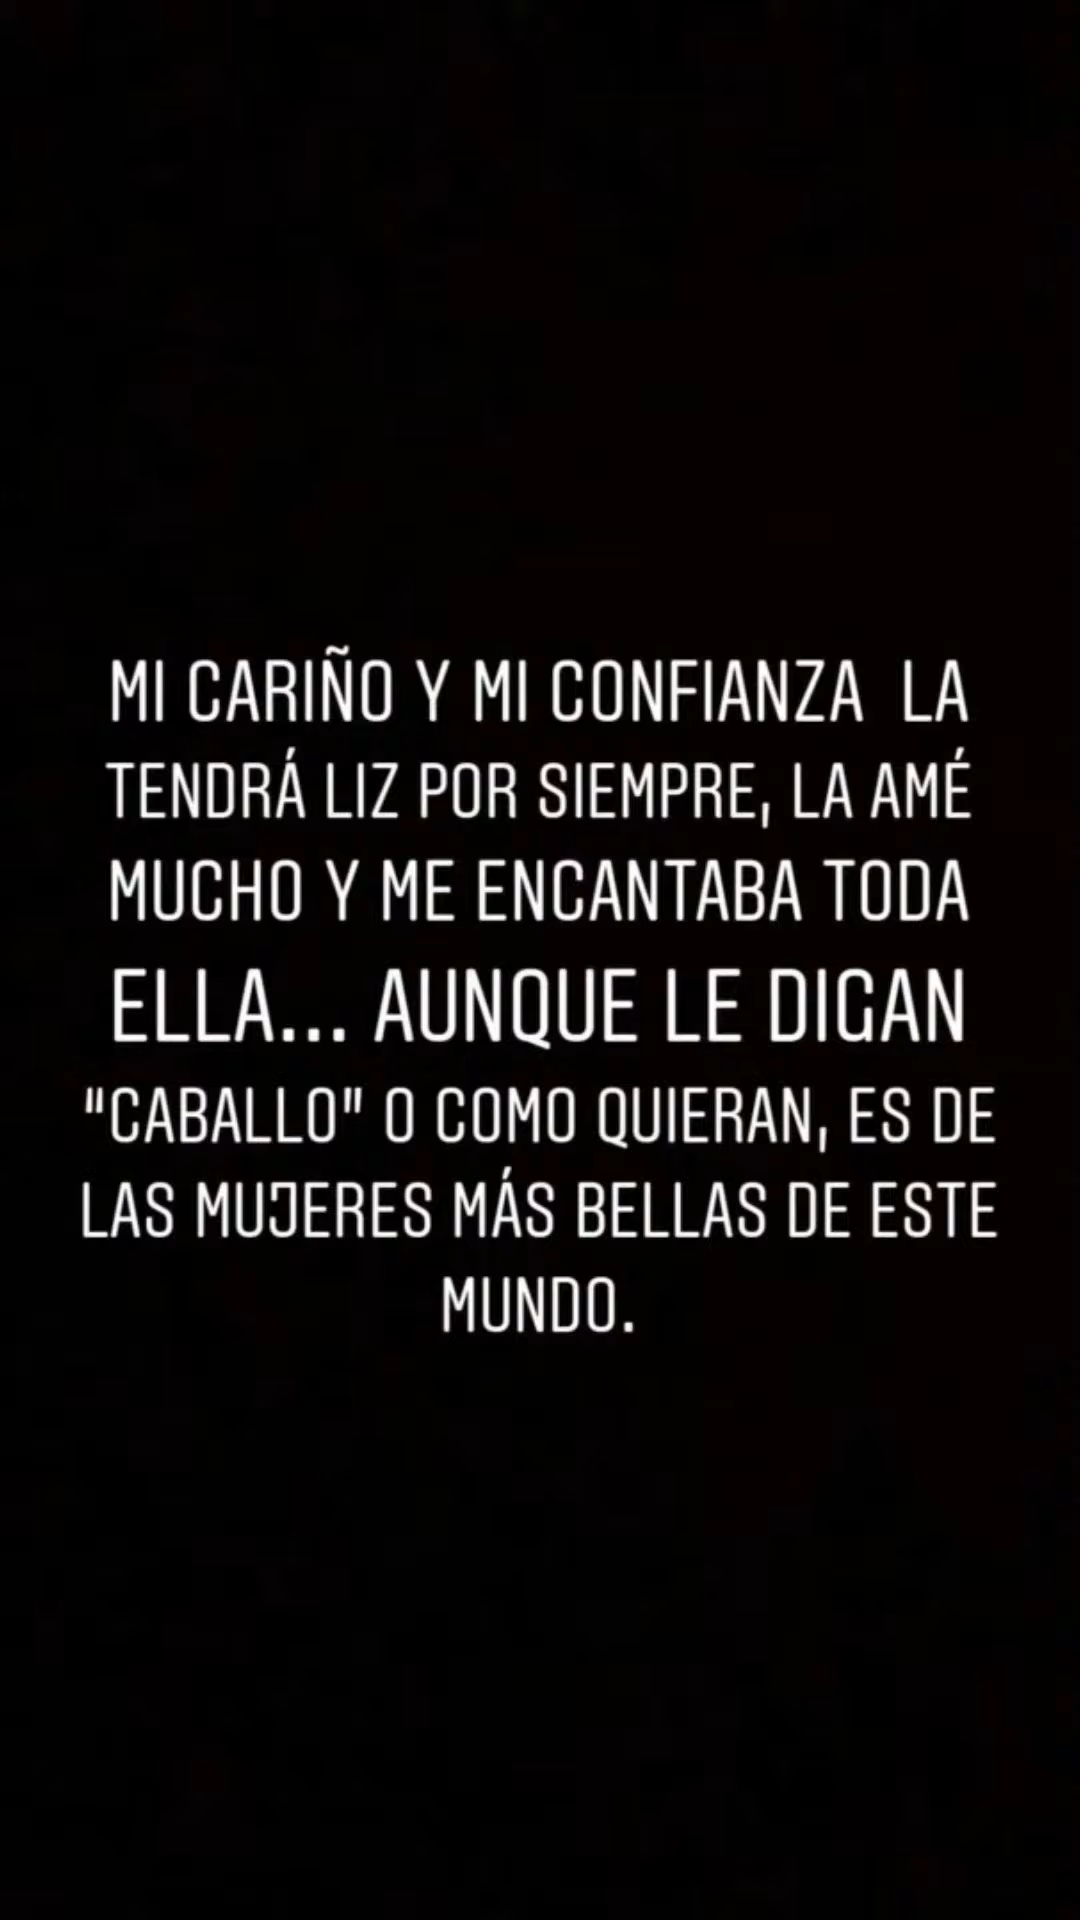 MI CARIÑO Y MI CONFIANZA LA
TENDRÁ LIZ POR SIEMPRE, LA AMÉ
MUCHO Y ME ENCANTABA TODA
ELLA... AUNQUE LE DIGAN
"CABALLO" O COMO QUIERAN, ES DE
LAS MUJERES MÁS BELLAS DE ESTE
MUNDO.